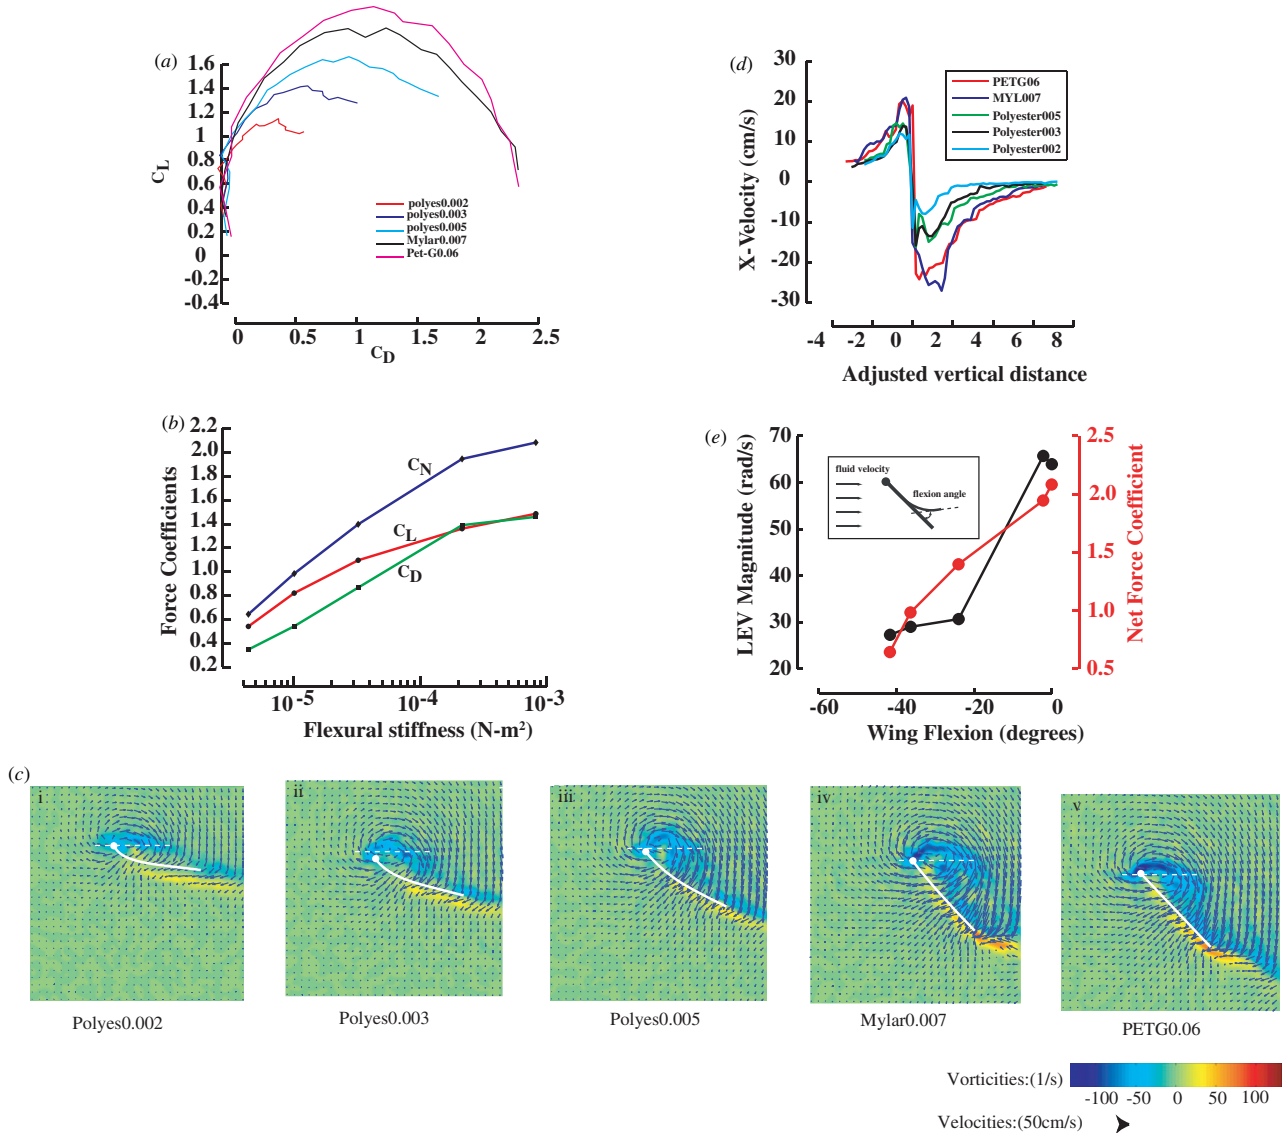 (a)
1.6
1.4
1.2
1
0.8
0.6
0.4
0.2
0
-0.2
-0.4
C_L
polyes0.002
polyes0.003
polyes0.005
Mylar0.007
Pet-G0.06
0 0.5 1 1.5 2 2.5
C_D
(d)
30
20
10
0
-10
-20
-30
X-Velocity (cm/s)
PETG06
MYL007
Polyester005
Polyester003
Polyester002
-4 -2 0 2 4 6 8
Adjusted vertical distance
(b)
2.2
2.0
1.8
1.6
1.4
1.2
1.0
0.8
0.6
0.4
0.2
Force Coefficients
C_N
C_L
C_D
10-5 10-4 10-3
Flexural stiffness (N-m²)
(e)
70
60
50
40
30
20
LEV Magnitude (rad/s)
fluid velocity
flexion angle
2.5
2.0
1.5
1.0
0.5
Net Force Coefficient
-60 -40 -20 0
Wing Flexion (degrees)
(c)
i
ii
iii
iv
v
Polyes0.002
Polyes0.003
Polyes0.005
Mylar0.007
PETG0.06
Vorticities:(1/s)
-100 -50 0 50 100
Velocities:(50cm/s)